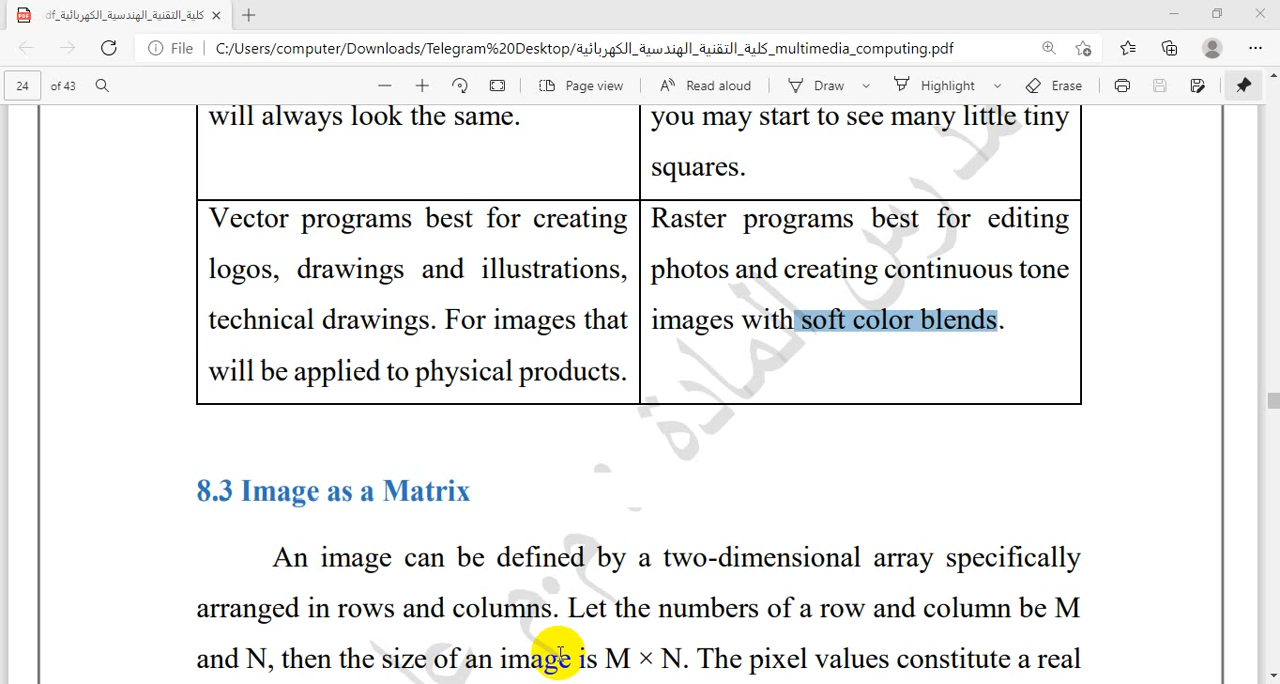 كلية_التقنية_الهندسية_الكهربائية_df
File
C:/Users/computer/Downloads/Telegram%20Desktop/كلية_التقنية_الهندسية_الكهربائية_multimedia_computing.pdf
24 of 43
Page view
Read aloud
Draw
Highlight
Erase
will always look the same.
you may start to see many little tiny
squares.
Vector programs best for creating
logos, drawings and illustrations,
technical drawings. For images that
will be applied to physical products.
Raster programs best for editing
photos and creating continuous tone
images with soft color blends.
8.3 Image as a Matrix
An image can be defined by a two-dimensional array specifically
arranged in rows and columns. Let the numbers of a row and column be M
and N, then the size of an image is M × N. The pixel values constitute a real